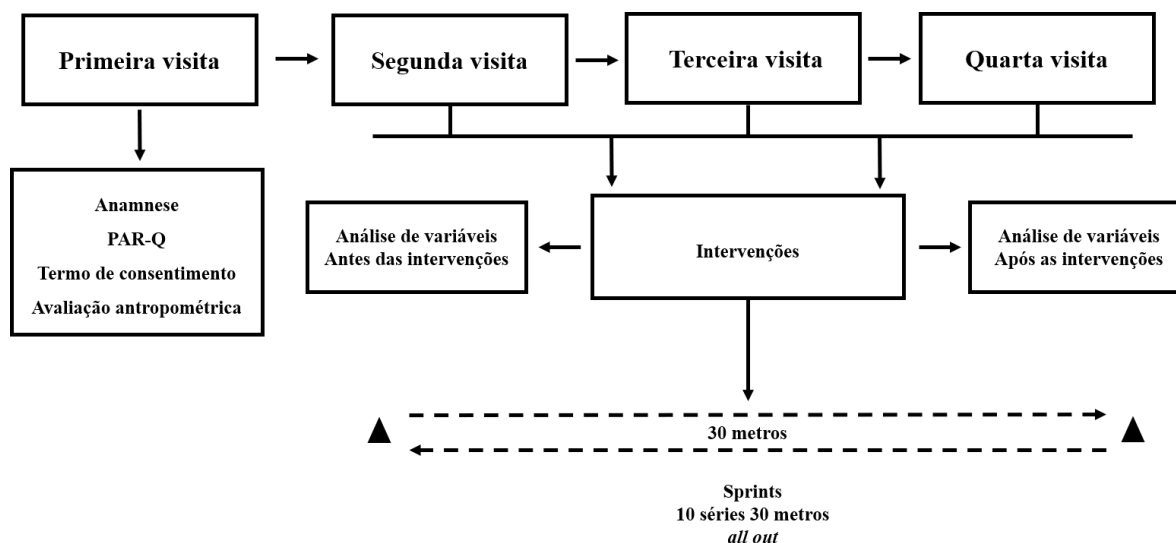 Primeira visita
Segunda visita
Terceira visita
Quarta visita
Anamnese
PAR-Q
Termo de consentimento
Avaliação antropométrica
Análise de variáveis
Antes das intervenções
Intervenções
Análise de variáveis
Após as intervenções
30 metros
Sprints
10 séries 30 metros
all out